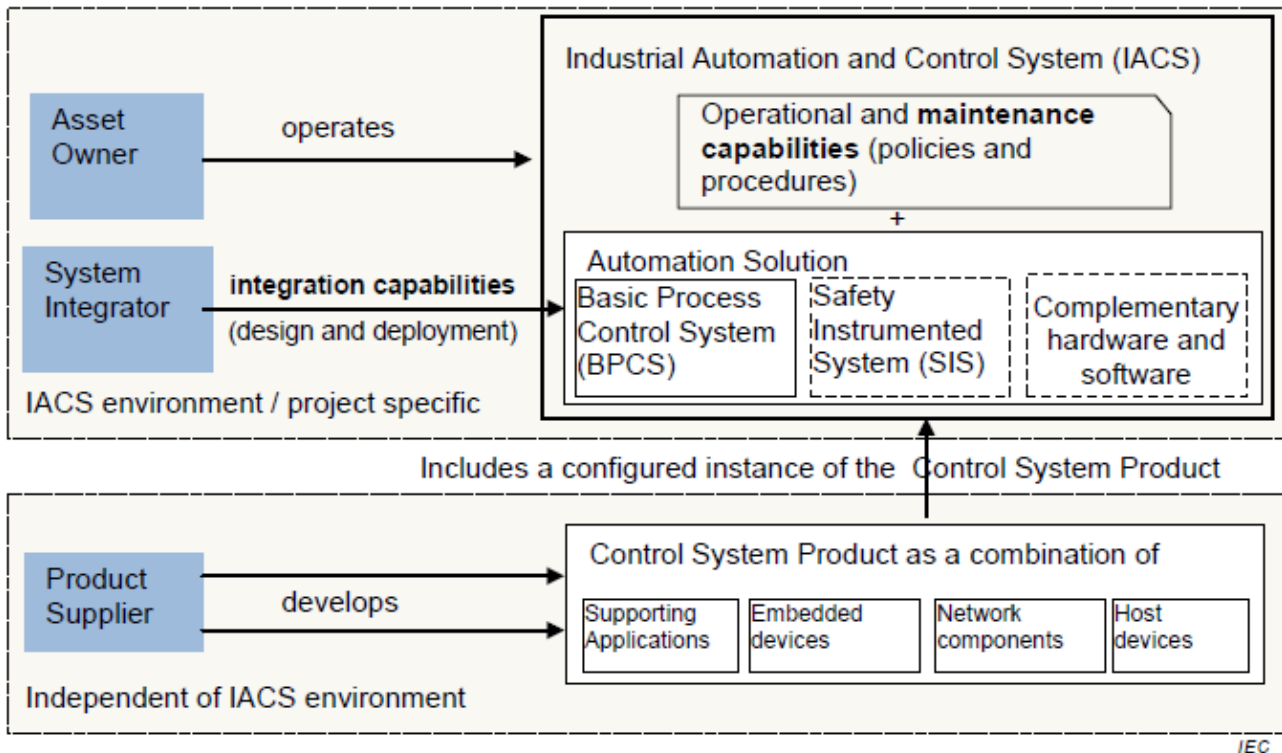 Industrial Automation and Control System (IACS)
Asset
Owner
operates
Operational and maintenance
capabilities (policies and
procedures)
+
System
Integrator
integration capabilities
(design and deployment)
Automation Solution
Basic Process
Control System
(BPCS)
Safety
Instrumented
System (SIS)
Complementary
hardware and
software
IACS environment / project specific
Includes a configured instance of the Control System Product
Product
Supplier
develops
Control System Product as a combination of
Supporting
Applications
Embedded
devices
Network
components
Host
devices
Independent of IACS environment
IEC